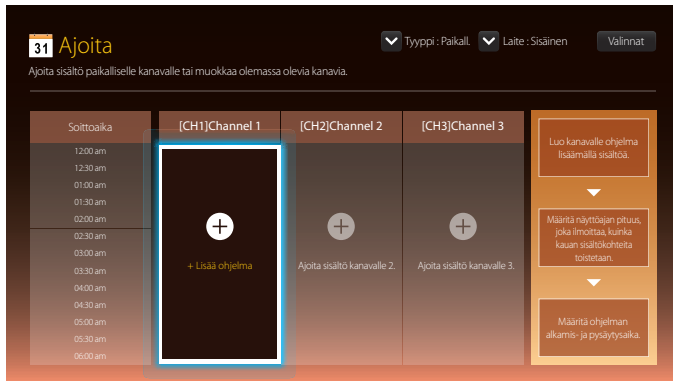 31 Ajoita
Tyyppi : Paikall.
Laite : Sisäinen
Valinnat
Ajoita sisältö paikalliselle kanavalle tai muokkaa olemassa olevia kanavia.
Soittoaika
[CH1]Channel 1
[CH2]Channel 2
[CH3]Channel 3
12:00 am
12:30 am
01:00 am
01:30 am
02:00 am
02:30 am
03:00 am
03:30 am
04:00 am
04:30 am
05:00 am
05:30 am
06:00 am
+ Lisää ohjelma
Ajoita sisältö kanavalle 2.
Ajoita sisältö kanavalle 3.
Luo kanavalle ohjelma
lisäämällä sisältöä.
Määritä näyttöajan pituus,
joka ilmoittaa, kuinka
kauan sisältökohteita
toistetaan.
Määritä ohjelman
alkamis- ja pysäytysaika.